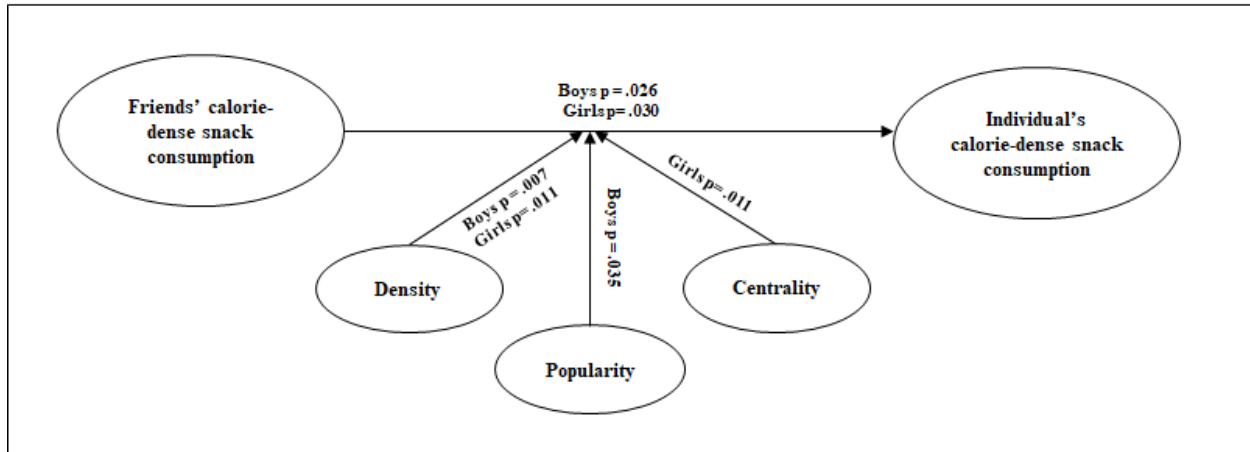 Friends’ calorie-
dense snack
consumption
Boys p = .026
Girls p= .030
Individual’s
calorie-dense snack
consumption
Boys p = .007
Girls p= .011
Boys p = .035
Girls p= .011
Density
Popularity
Centrality